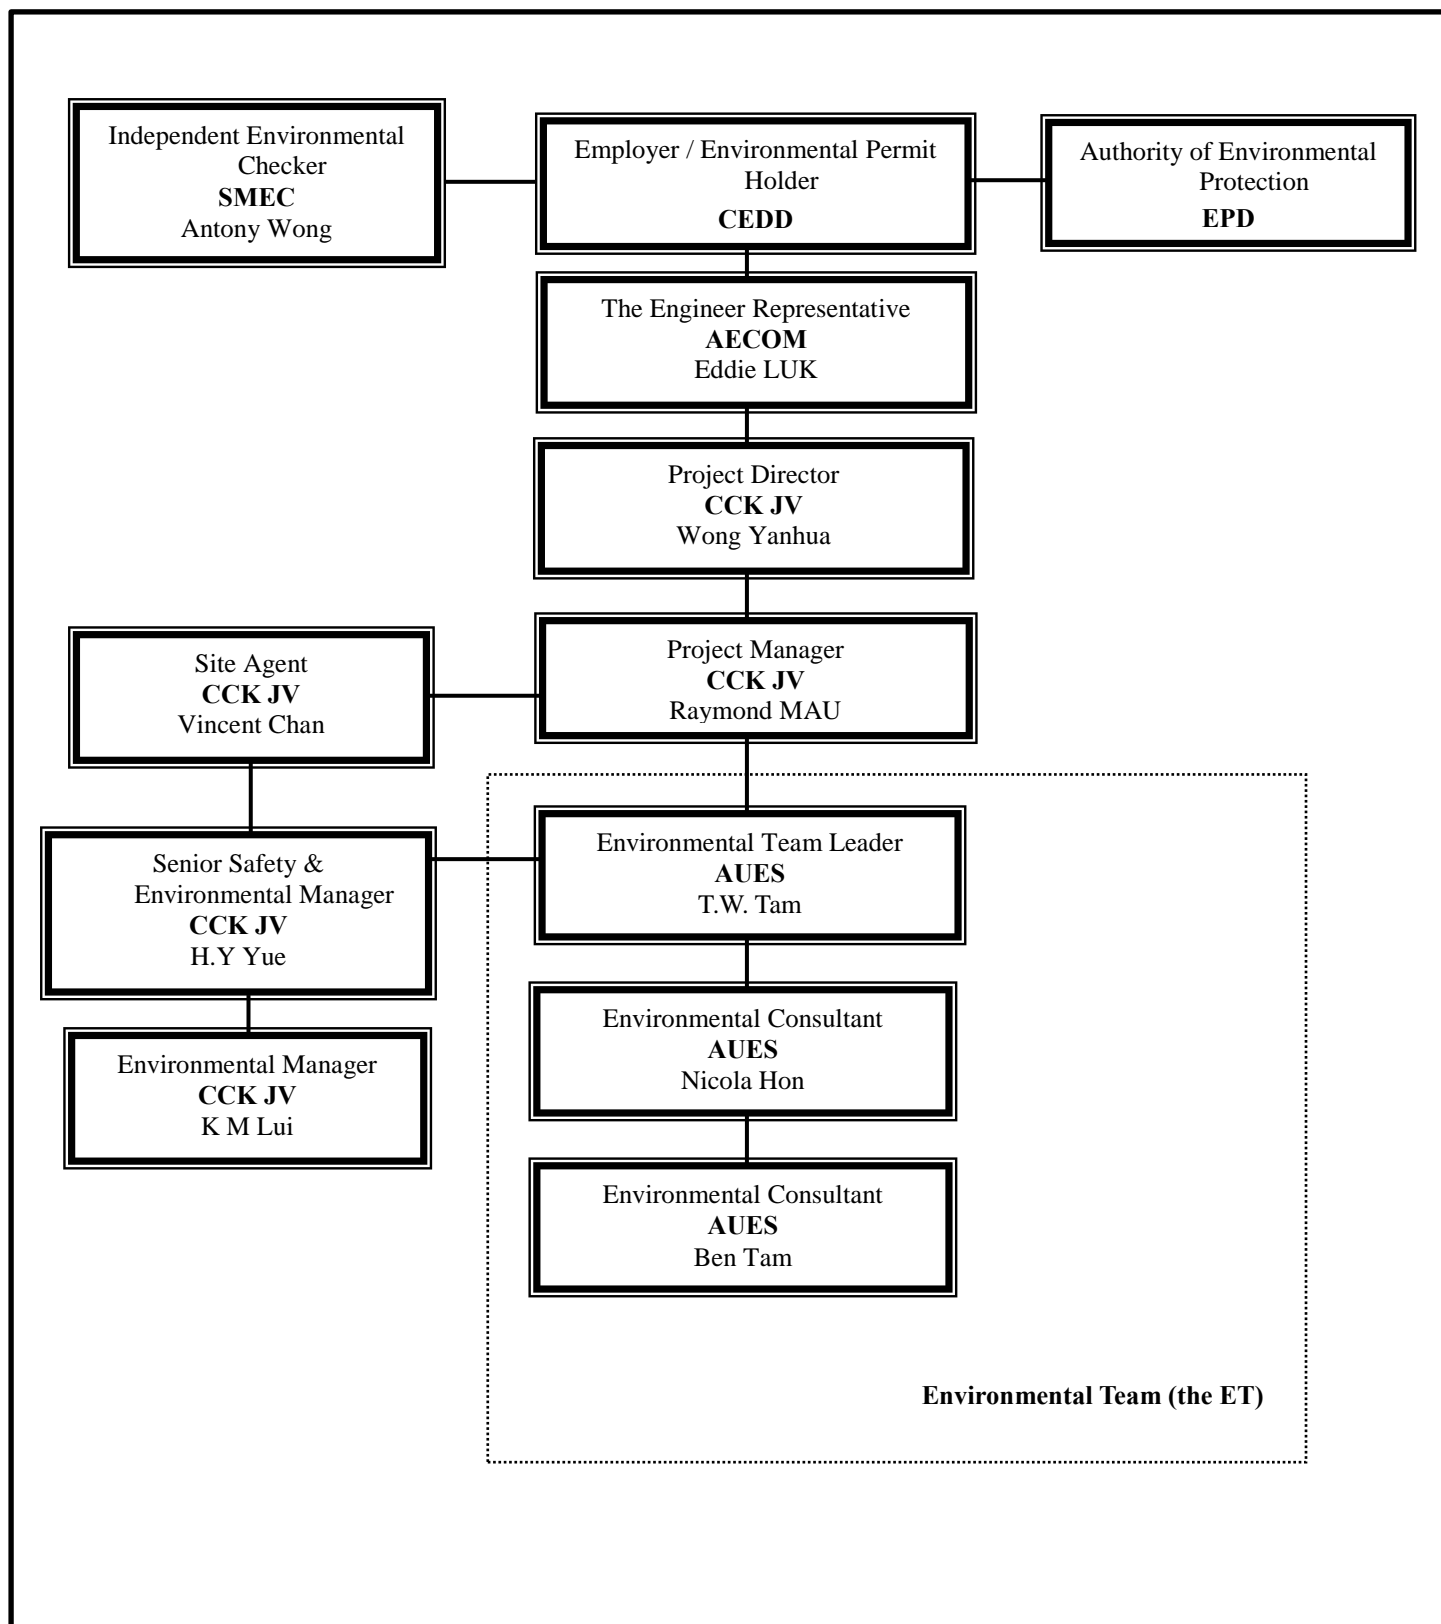 Independent Environmental
Checker
SMEC
Antony Wong
Employer / Environmental Permit
Holder
CEDD
Authority of Environmental
Protection
EPD
The Engineer Representative
AECOM
Eddie LUK
Project Director
CCK JV
Wong Yanhua
Project Manager
CCK JV
Raymond MAU
Site Agent
CCK JV
Vincent Chan
Senior Safety &
Environmental Manager
CCK JV
H.Y Yue
Environmental Team Leader
AUES
T.W. Tam
Environmental Manager
CCK JV
K M Lui
Environmental Consultant
AUES
Nicola Hon
Environmental Consultant
AUES
Ben Tam
Environmental Team (the ET)